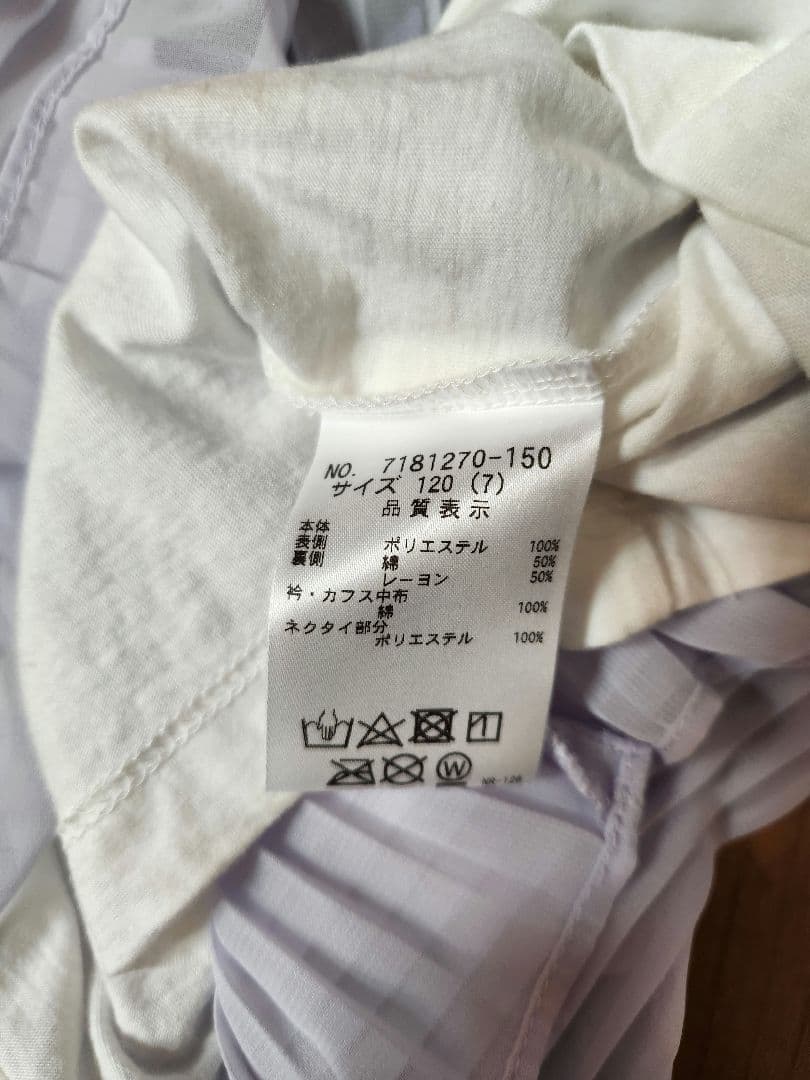 NO. 7181270-150
サイズ 120 (7)
品質表示
本体
表側 ポリエステル 100%
裏側 綿 50%
レーヨン 50%
衿・カフス中布
綿 100%
ネクタイ部分
ポリエステル 100%
W
NR-126